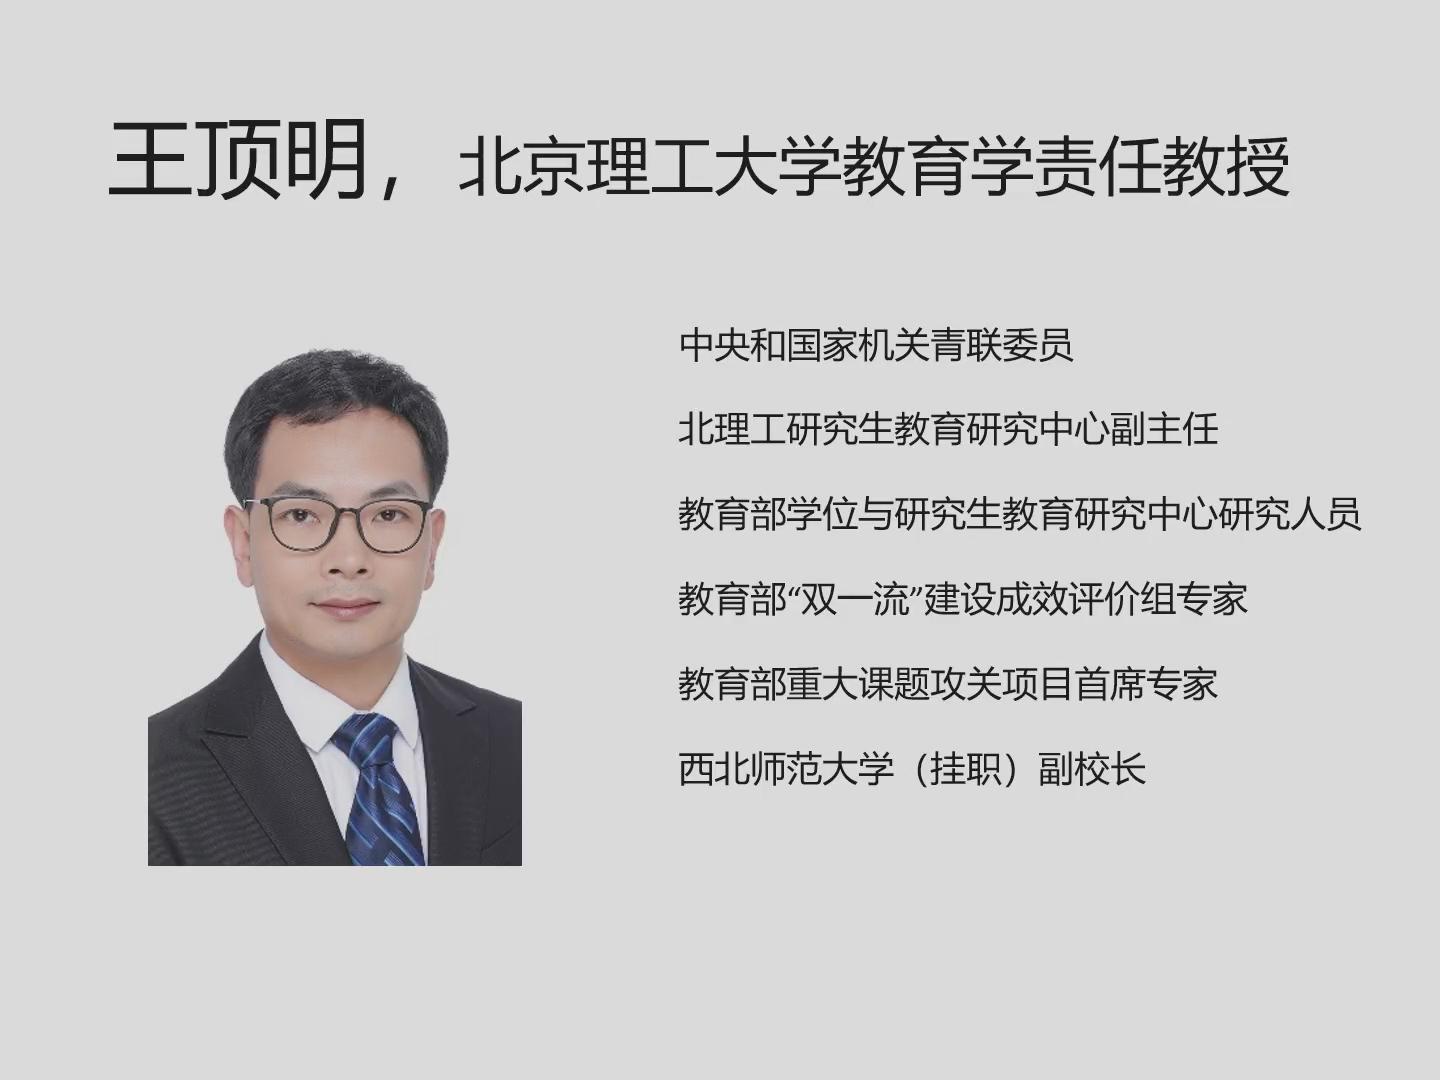 王顶明，北京理工大学教育学责任教授
中央和国家机关青联委员
北理工研究生教育研究中心副主任
教育部学位与研究生教育研究中心研究人员
教育部“双一流”建设成效评价组专家
教育部重大课题攻关项目首席专家
西北师范大学（挂职）副校长